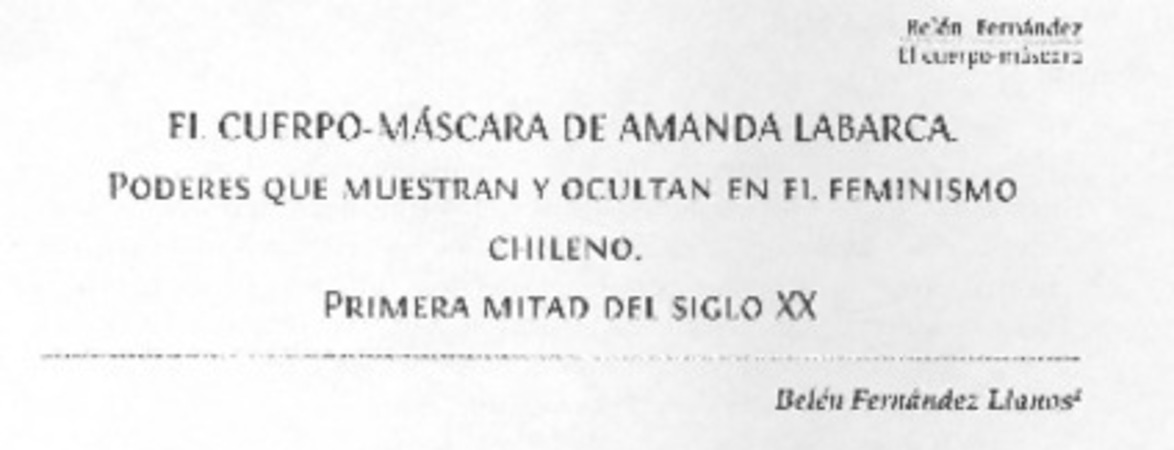 Belén Fernández
El cuerpo-máscara
EL CUERPO-MÁSCARA DE AMANDA LABARCA.
PODERES QUE MUESTRAN Y OCULTAN EN EL FEMINISMO
CHILENO.
PRIMERA MITAD DEL SIGLO XX
Belén Fernández Llanos¹